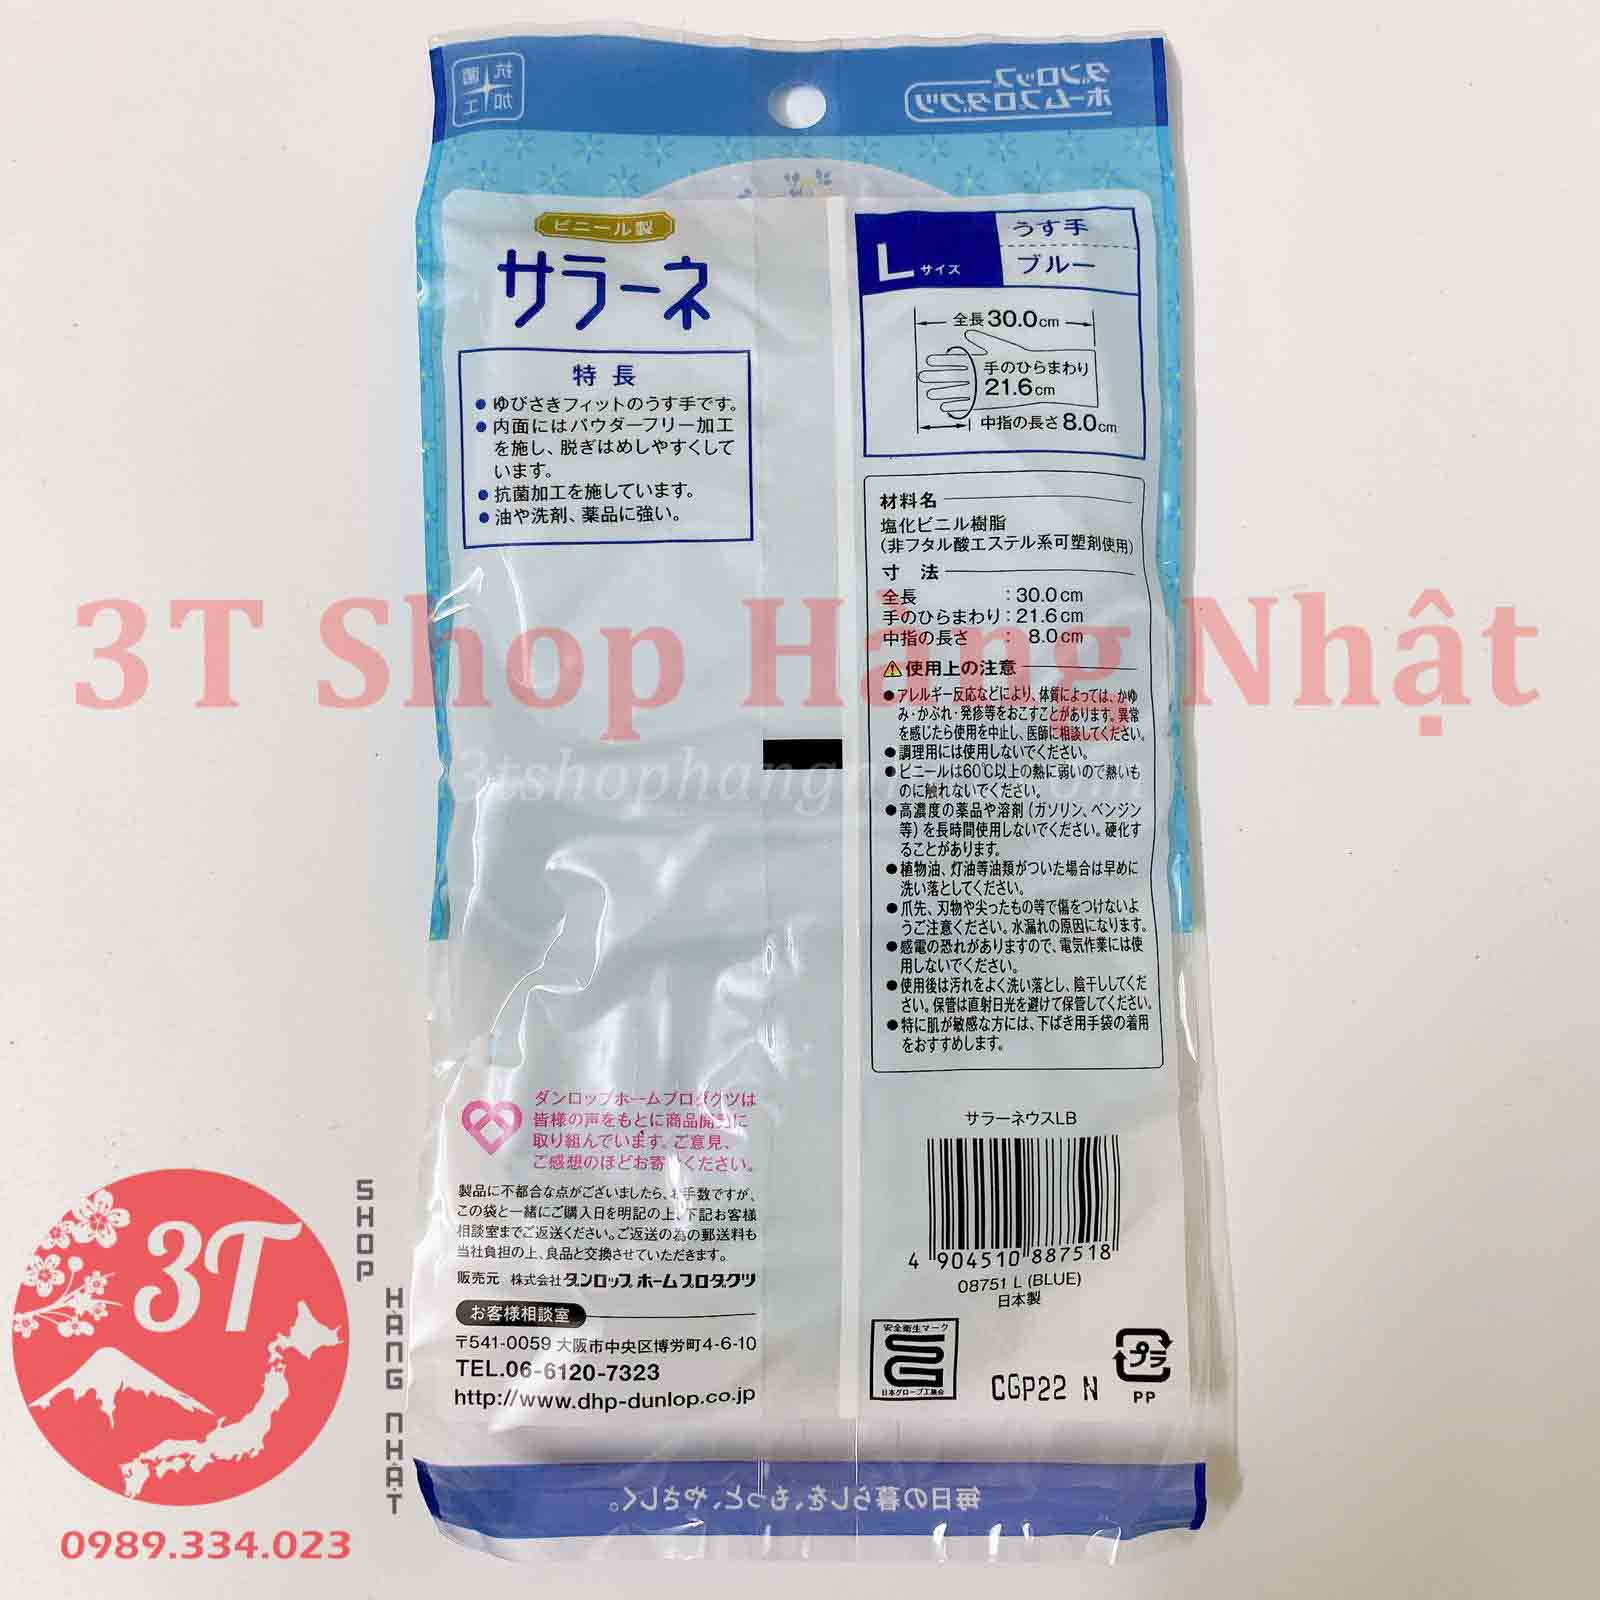 抗菌
加工
ダンロップ
ホームプロダクツ
ビニール製
サラーネ
特長
●ゆびさきフィットのうす手です。
●内面にはパウダーフリー加工
を施し、脱ぎはめしやすくして
います。
●抗菌加工を施しています。
●油や洗剤、薬品に強い。
Lサイズ
うす手
ブルー
全長30.0cm
手のひらまわり
21.6cm
中指の長さ8.0cm
材料名
塩化ビニル樹脂
(非フタル酸エステル系可塑剤使用)
寸 法
全長 : 30.0cm
手のひらまわり : 21.6cm
中指の長さ : 8.0cm
⚠使用上の注意
●アレルギー反応などにより、体質によっては、かゆ
み・かぶれ・発疹等をおこすことがあります。異常
を感じたら使用を中止し、医師に相談してください。
●調理用には使用しないでください。
●ビニールは60℃以上の熱に弱いので熱いも
のに触れないでください。
●高濃度の薬品や溶剤(ガソリン、ベンジン
等)を長時間使用しないでください。硬化す
ることがあります。
●植物油、灯油等油類がついた場合は早めに
洗い落としてください。
●爪先、刃物や尖ったもの等で傷をつけないよ
うご注意ください。水漏れの原因になります。
●感電の恐れがありますので、電気作業には使
用しないでください。
●使用後は汚れをよく洗い落とし、陰干ししてくだ
さい。保管は直射日光を避けて保管してください。
●特に肌が敏感な方には、下ばき用手袋の着用
をおすすめします。
3T Shop Hàng Nhật
ダンロップホームプロダクツは
皆様の声をもとに商品開発に
取り組んでいます。ご意見、
ご感想のほどお寄せください。
製品に不都合な点がございましたら、お手数ですが、
この袋と一緒にご購入日を明記の上、下記お客様
相談室までご返送ください。ご返送の為の郵送料も
当社負担の上、良品と交換させていただきます。
販売元 株式会社ダンロップホームプロダクツ
お客様相談室
〒541-0059 大阪市中央区博労町4-6-10
TEL.06-6120-7323
http://www.dhp-dunlop.co.jp
サラーネウスLB
4 904510 887518
08751 L (BLUE)
日本製
安全衛生マーク
日本グローブ工業会
CGP22 N
プラ
PP
毎日の暮らしを、もっと、やさしく。
3T
SHOP
HÀNG NHẬT
0989.334.023